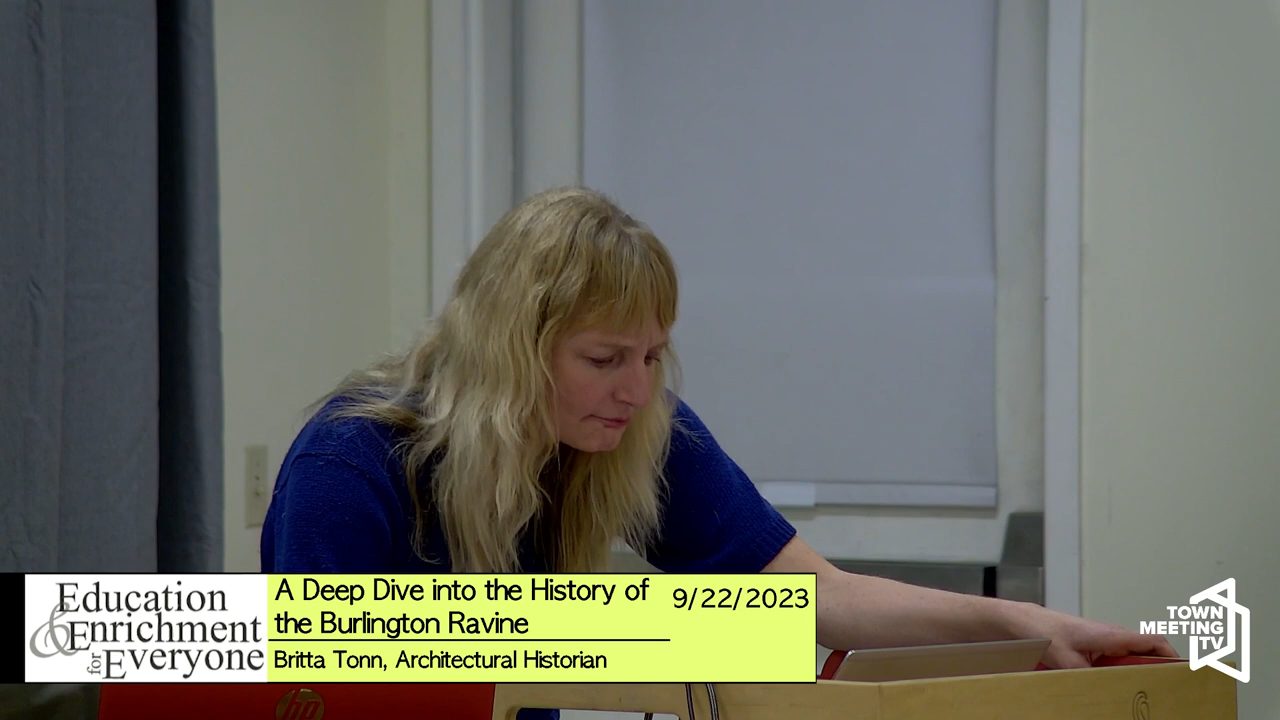 Education
& Enrichment
for Everyone
A Deep Dive into the History of
the Burlington Ravine
9/22/2023
Britta Tonn, Architectural Historian
TOWN
MEETING
TV
hp